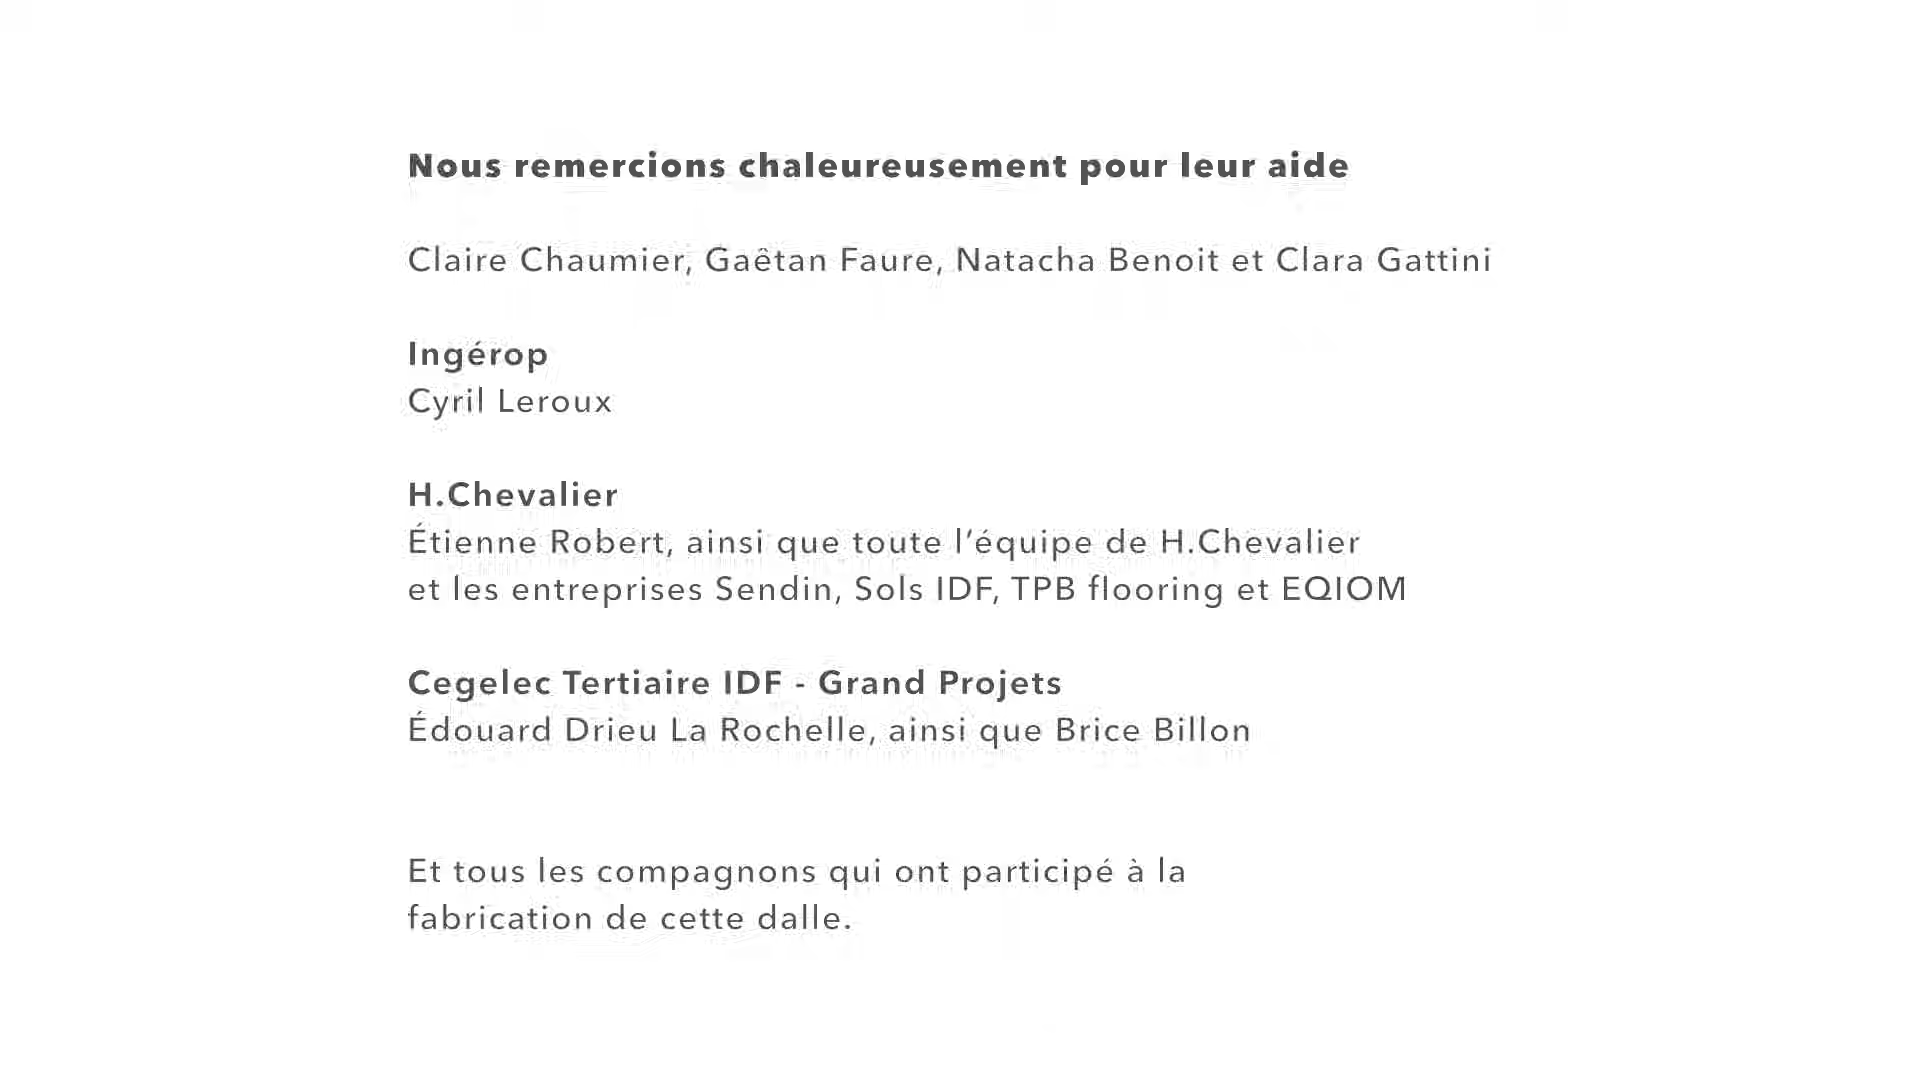 Nous remercions chaleureusement pour leur aide
Claire Chaumier, Gaêtan Faure, Natacha Benoit et Clara Gattini
Ingérop
Cyril Leroux
H.Chevalier
Étienne Robert, ainsi que toute l’équipe de H.Chevalier
et les entreprises Sendin, Sols IDF, TPB flooring et EQIOM
Cegelec Tertiaire IDF - Grand Projets
Édouard Drieu La Rochelle, ainsi que Brice Billon
Et tous les compagnons qui ont participé à la
fabrication de cette dalle.